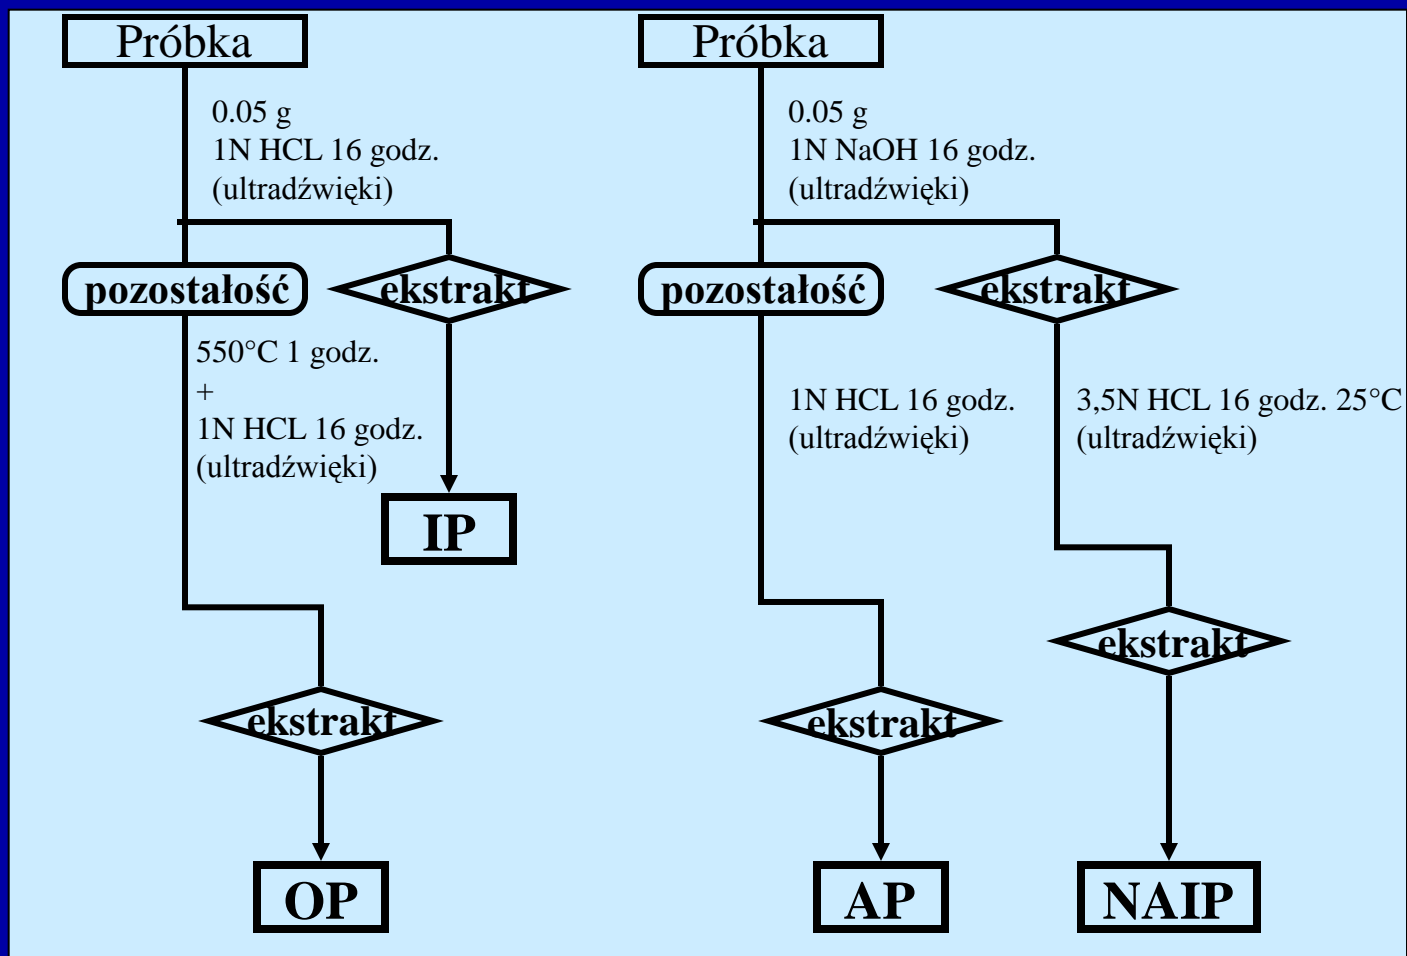 Próbka
0.05 g
1N HCL 16 godz.
(ultradźwięki)
pozostałość
ekstrakt
550°C 1 godz.
+
1N HCL 16 godz.
(ultradźwięki)
IP
ekstrakt
OP
Próbka
0.05 g
1N NaOH 16 godz.
(ultradźwięki)
pozostałość
ekstrakt
1N HCL 16 godz.
(ultradźwięki)
3,5N HCL 16 godz. 25°C
(ultradźwięki)
ekstrakt
ekstrakt
AP
NAIP